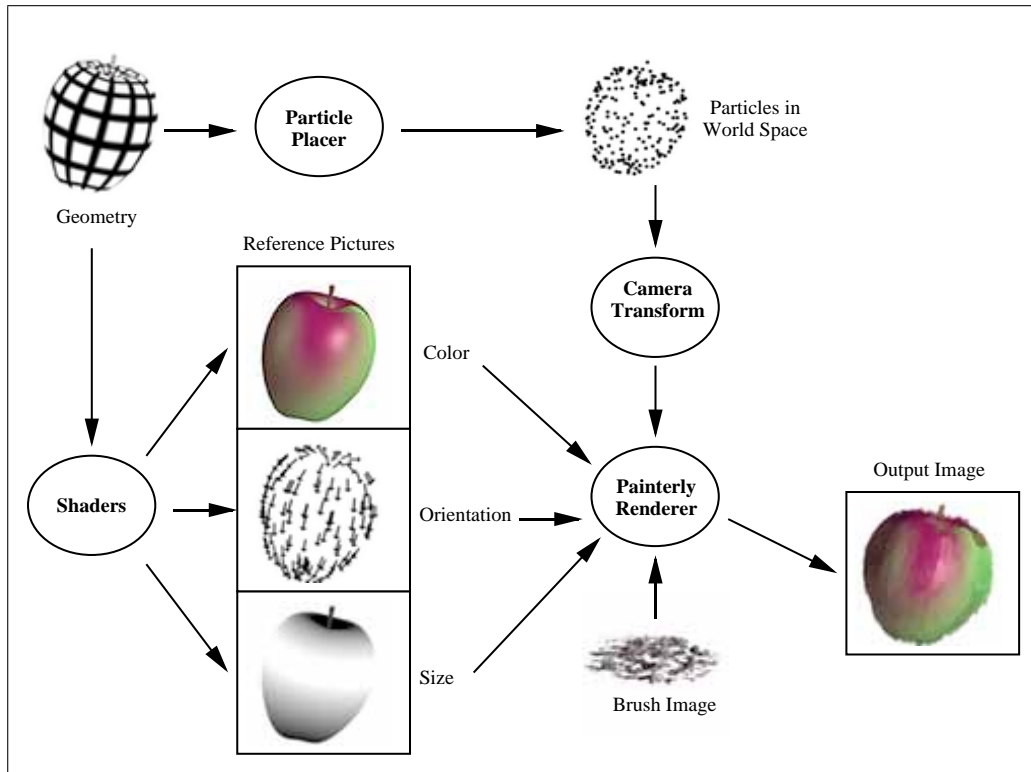 Particle
Placer
Particles in
World Space
Geometry
Reference Pictures
Camera
Transform
Color
Shaders
Orientation
Painterly
Renderer
Output Image
Size
Brush Image